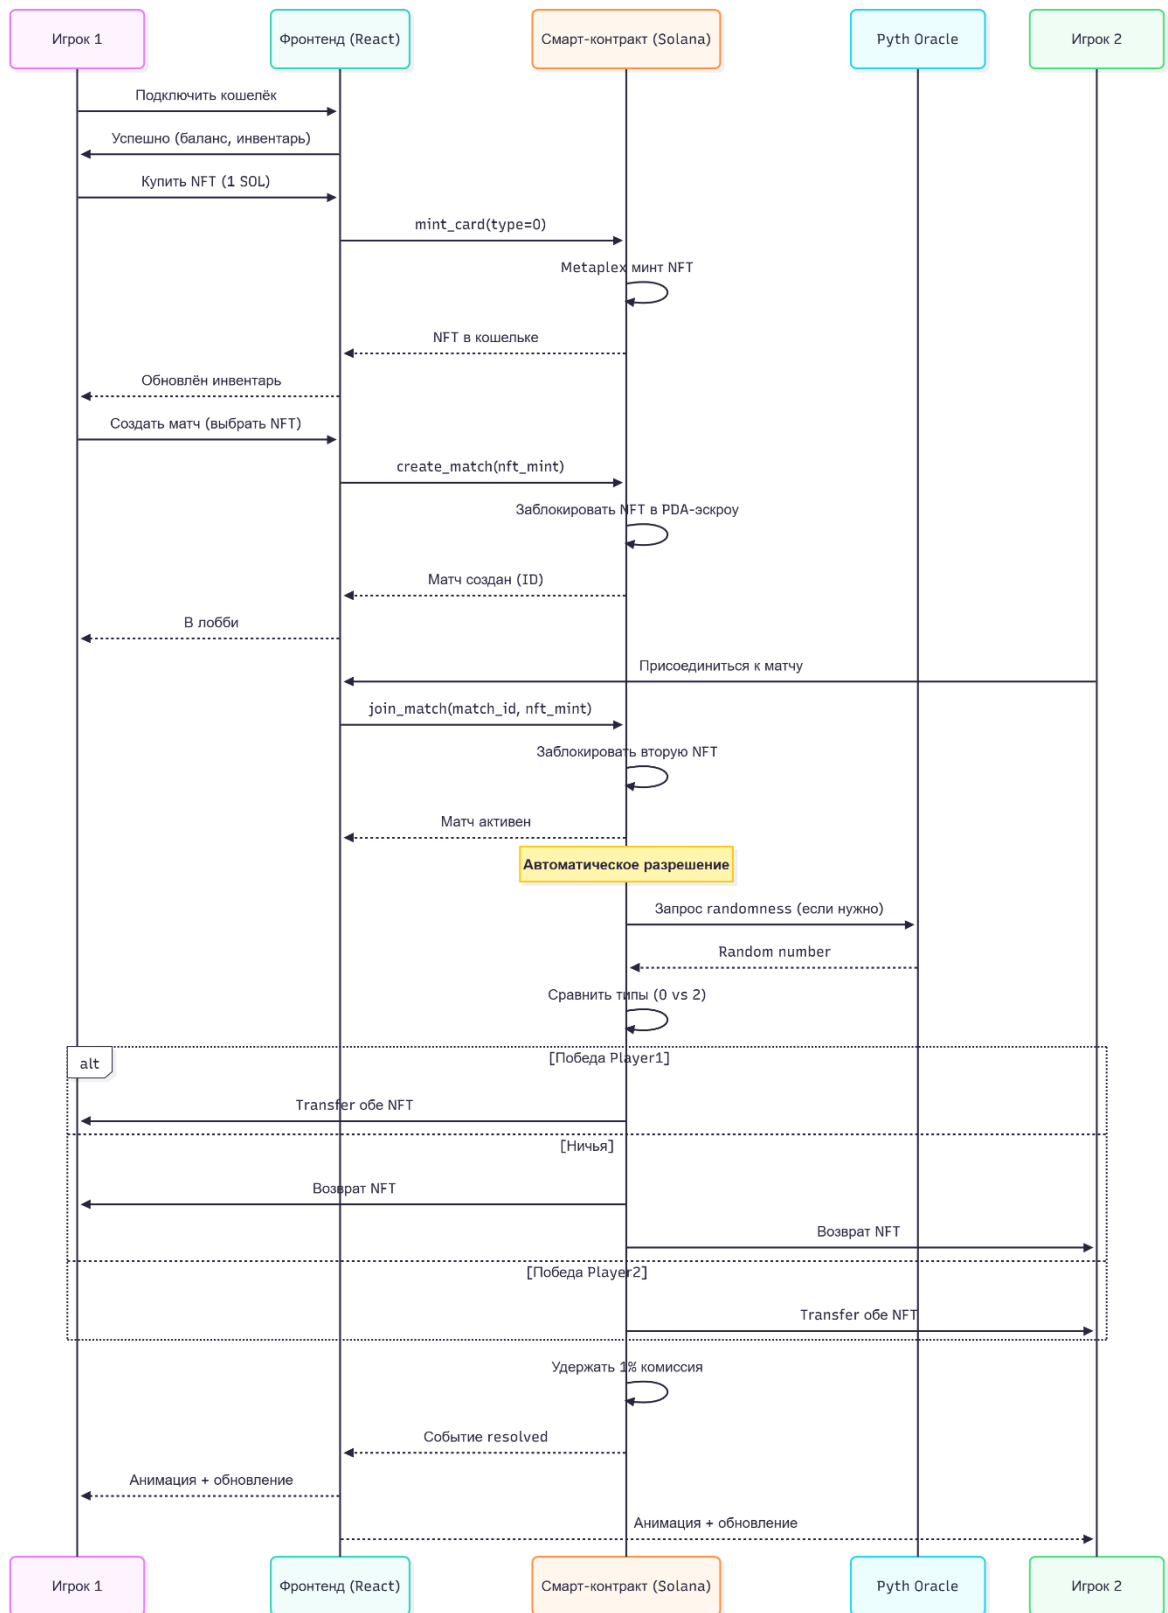 Игрок 1
Фронтенд (React)
Смарт-контракт (Solana)
Pyth Oracle
Игрок 2
Подключить кошелёк
Успешно (баланс, инвентарь)
Купить NFT (1 SOL)
mint_card(type=0)
Metaplex минт NFT
NFT в кошельке
Обновлён инвентарь
Создать матч (выбрать NFT)
create_match(nft_mint)
Заблокировать NFT в PDA-эскроу
Матч создан (ID)
В лобби
Присоединиться к матчу
join_match(match_id, nft_mint)
Заблокировать вторую NFT
Матч активен
Автоматическое разрешение
Запрос randomness (если нужно)
Random number
Сравнить типы (0 vs 2)
alt
[Победа Player1]
Transfer обе NFT
[Ничья]
Возврат NFT
Возврат NFT
[Победа Player2]
Transfer обе NFT
Удержать 1% комиссия
Событие resolved
Анимация + обновление
Анимация + обновление
Игрок 1
Фронтенд (React)
Смарт-контракт (Solana)
Pyth Oracle
Игрок 2